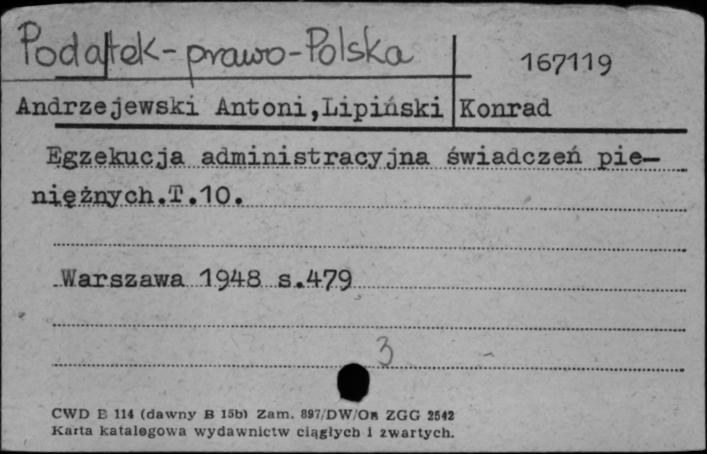 Podatek-prawo-Polska
167119
Andrzejewski Antoni,Lipiński Konrad
Egzekucja administracyjna świadczeń pie-
niężnych.T.10.
Warszawa 1948 s.479
3
CWD B 114 (dawny B 15b) Zam. 897/DW/On ZGG 2542
Karta katalogowa wydawnictw ciągłych i zwartych.